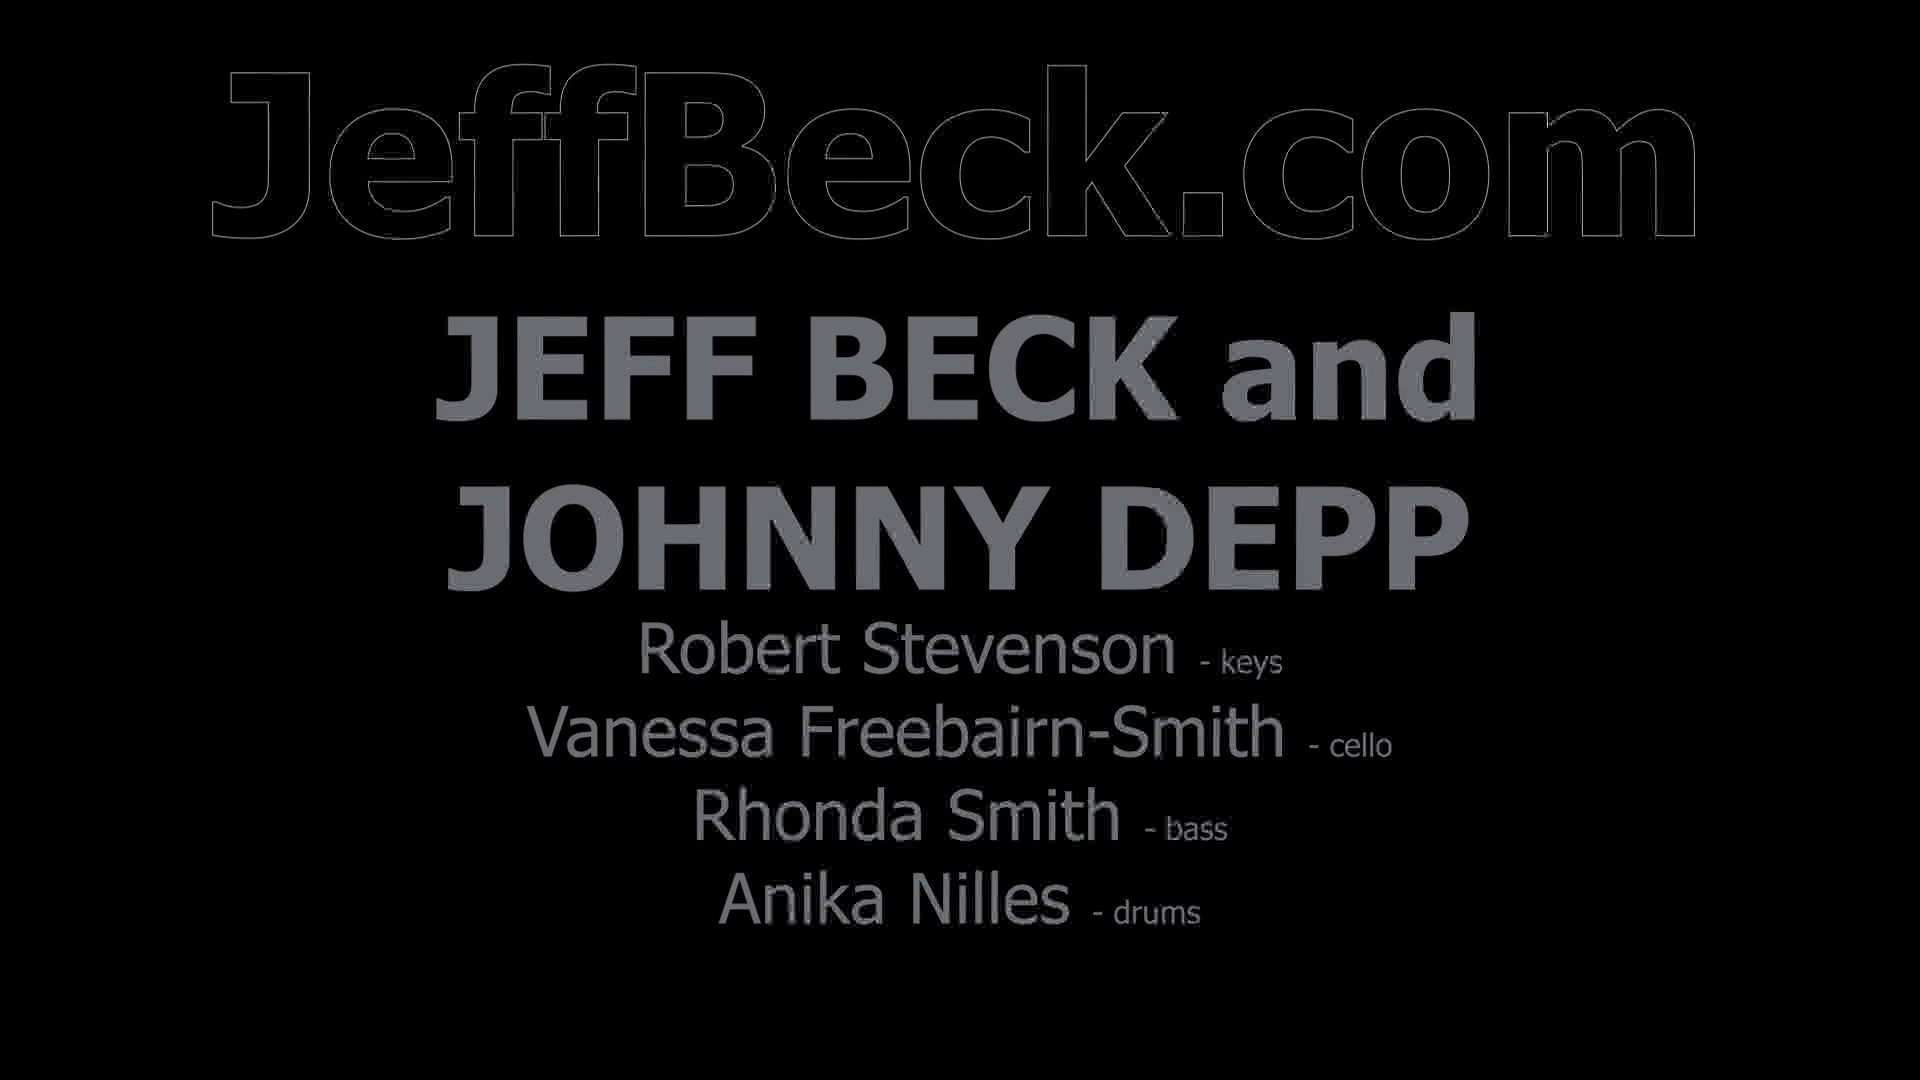 JeffBeck.com
JEFF BECK and
JOHNNY DEPP
Robert Stevenson - keys
Vanessa Freebairn-Smith - cello
Rhonda Smith - bass
Anika Nilles - drums